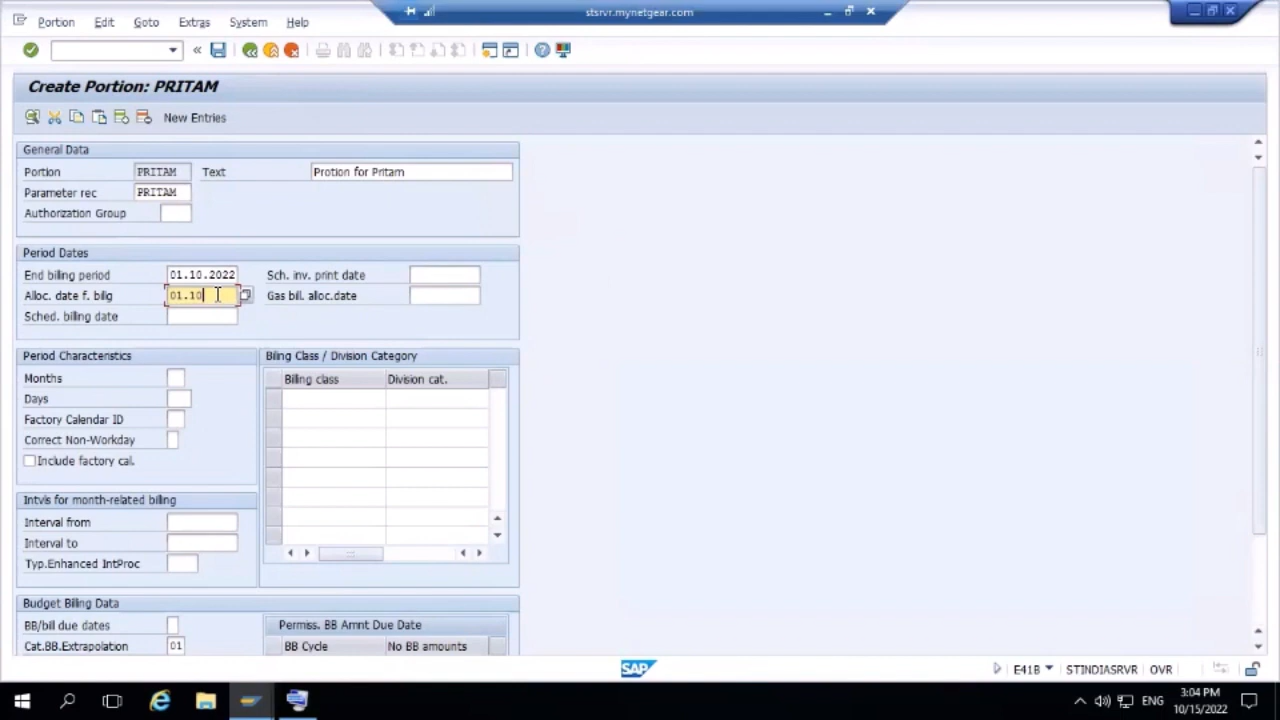 stsrvr.mynetgear.com
Portion Edit Goto Extras System Help
Create Portion: PRITAM
New Entries
General Data
Portion PRITAM Text Protion for Pritam
Parameter rec PRITAM
Authorization Group
Period Dates
End billing period 01.10.2022 Sch. inv. print date
Alloc. date f. billg 01.10 Gas bill. alloc.date
Sched. billing date
Period Characteristics Billing Class / Division Category
Months Billing class Division cat.
Days
Factory Calendar ID
Correct Non-Workday
Include factory cal.
Intvls for month-related billing
Interval from
Interval to
Typ.Enhanced IntProc
Budget Billing Data
BB/bill due dates Permiss. BB Amnt Due Date
Cat.BB.Extrapolation 01 BB Cycle No BB amounts
SAP E41B STINDIASRVR OVR
ENG 3:04 PM
10/15/2022